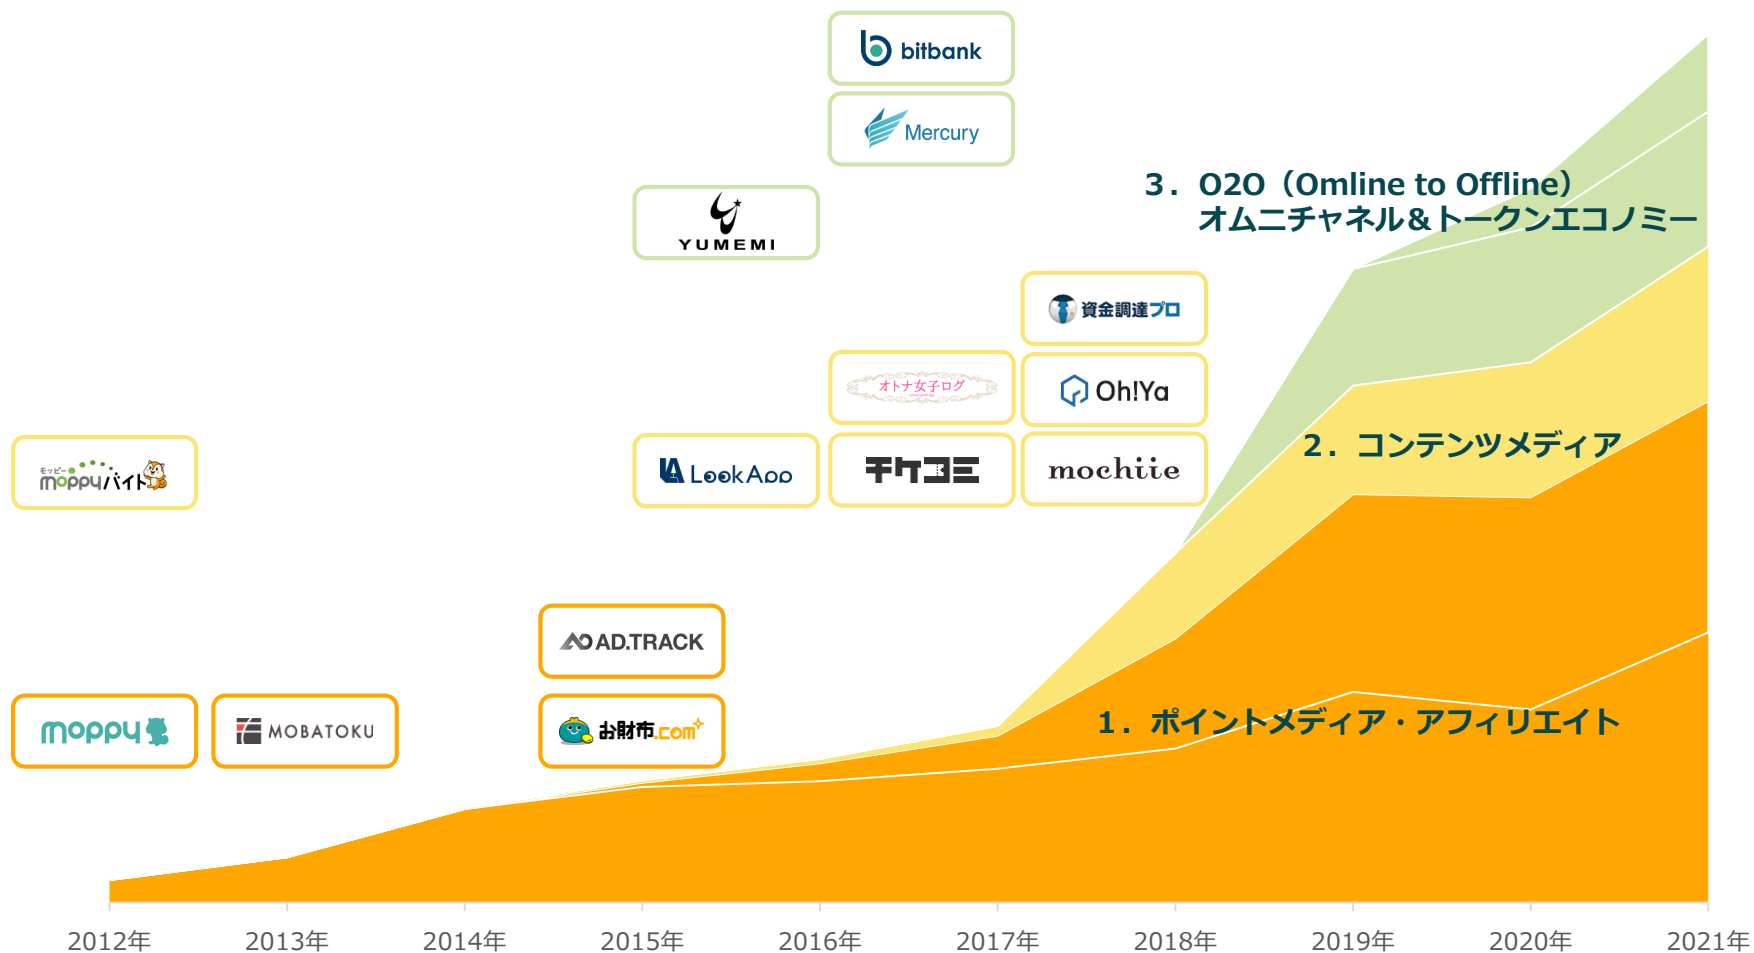 bitbank
Mercury
YUMEMI
3．O2O（Omline to Offline）
オムニチャネル＆トークンエコノミー
資金調達プロ
オトナ女子ログ
Oh!Ya
2．コンテンツメディア
モッピー
moppyバイト
LookApp
チケコミ
mochiie
AD.TRACK
moppy
MOBATOKU
お財布.com
1．ポイントメディア・アフィリエイト
2012年
2013年
2014年
2015年
2016年
2017年
2018年
2019年
2020年
2021年